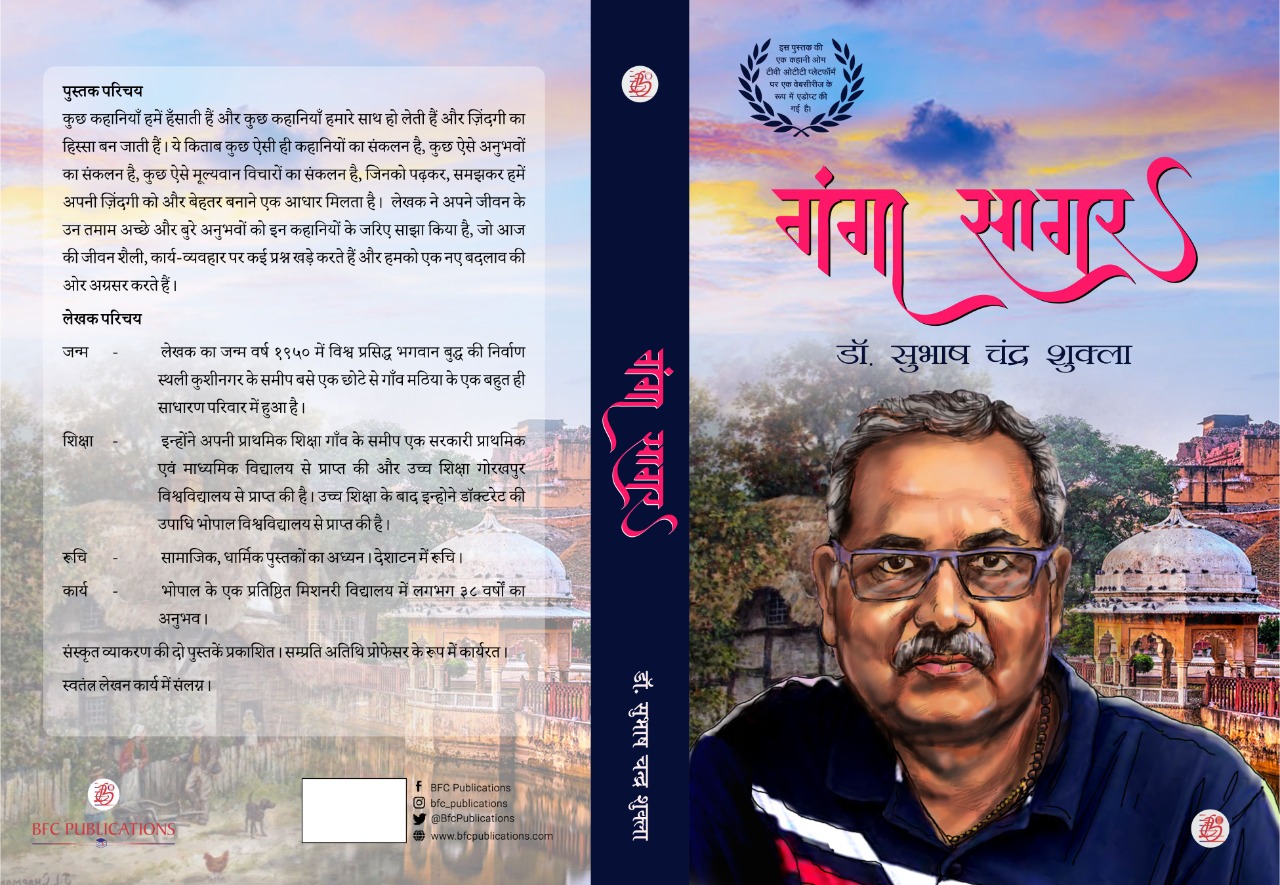 पुस्तक परिचय
कुछ कहानियाँ हमें हँसाती हैं और कुछ कहानियाँ हमारे साथ हो लेती हैं और ज़िंदगी का
हिस्सा बन जाती हैं। ये किताब कुछ ऐसी ही कहानियों का संकलन है, कुछ ऐसे अनुभवों
का संकलन है, कुछ ऐसे मूल्यवान विचारों का संकलन है, जिनको पढ़कर, समझकर हमें
अपनी ज़िंदगी को और बेहतर बनाने एक आधार मिलता है। लेखक ने अपने जीवन के
उन तमाम अच्छे और बुरे अनुभवों को इन कहानियों के जरिए साझा किया है, जो आज
की जीवन शैली, कार्य-व्यवहार पर कई प्रश्न खड़े करते हैं और हमको एक नए बदलाव की
ओर अग्रसर करते हैं।
लेखक परिचय
जन्म - लेखक का जन्म वर्ष १९५० में विश्व प्रसिद्ध भगवान बुद्ध की निर्वाण
स्थली कुशीनगर के समीप बसे एक छोटे से गाँव मठिया के एक बहुत ही
साधारण परिवार में हुआ है।
शिक्षा - इन्होंने अपनी प्राथमिक शिक्षा गाँव के समीप एक सरकारी प्राथमिक
एवं माध्यमिक विद्यालय से प्राप्त की और उच्च शिक्षा गोरखपुर
विश्वविद्यालय से प्राप्त की है। उच्च शिक्षा के बाद इन्होने डॉक्टरेट की
उपाधि भोपाल विश्वविद्यालय से प्राप्त की है।
रूचि - सामाजिक, धार्मिक पुस्तकों का अध्यन। देशाटन में रूचि।
कार्य - भोपाल के एक प्रतिष्ठित मिशनरी विद्यालय में लगभग ३८ वर्षों का
अनुभव।
संस्कृत व्याकरण की दो पुस्तकें प्रकाशित। सम्प्रति अतिथि प्रोफेसर के रूप में कार्यरत।
स्वतंत्र लेखन कार्य में संलग्न।
BFC PUBLICATIONS
BFC Publications
bfc_publications
@BfcPublications
www.bfcpublications.com
गंगा सागर
डॉ. सुभाष चन्द्र शुक्ला
इस पुस्तक की
एक कहानी ओम
टीवी ओटीटी प्लेटफॉर्म
पर एक वेबसीरीज के
रूप में एडोप्ट की
गई है।
गंगा सागर
डॉ. सुभाष चंद्र शुक्ला